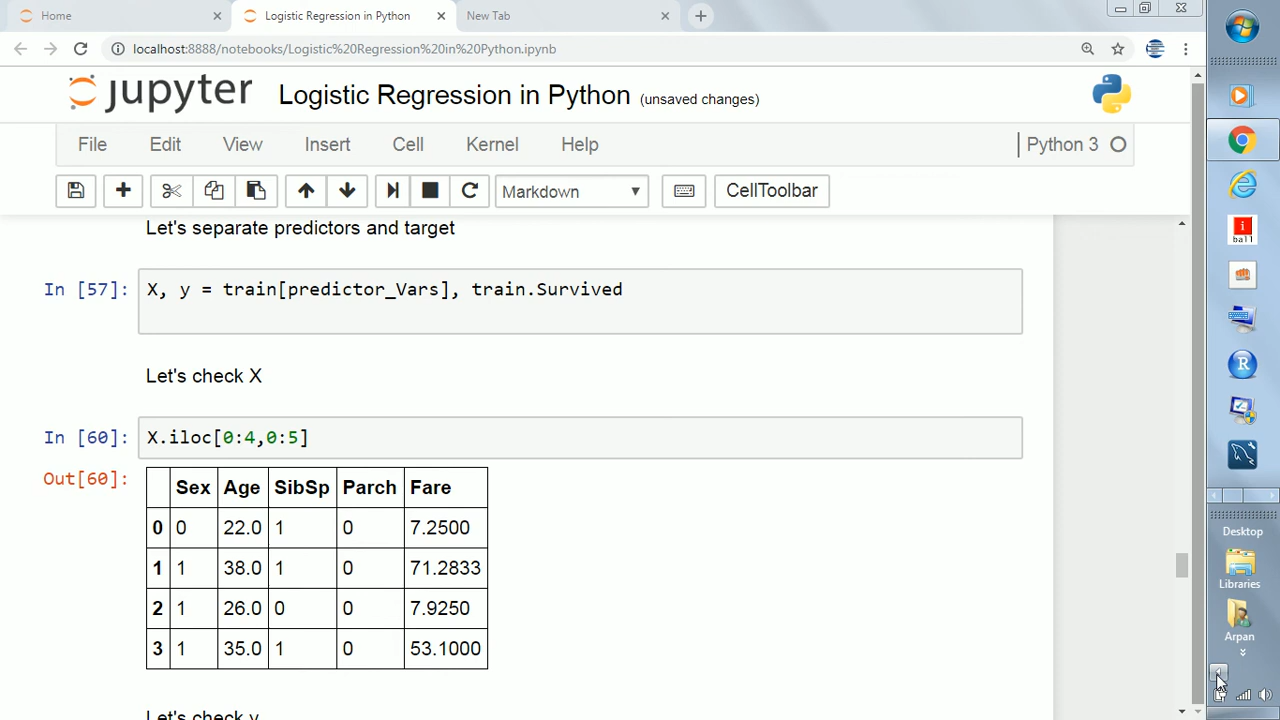 Home
Logistic Regression in Python
New Tab
localhost:8888/notebooks/Logistic%20Regression%20in%20Python.ipynb
jupyter Logistic Regression in Python (unsaved changes)
File Edit View Insert Cell Kernel Help Python 3
Markdown CellToolbar
Let's separate predictors and target
In [57]: X, y = train[predictor_Vars], train.Survived
Let's check X
In [60]: X.iloc[0:4,0:5]
Out[60]:
Sex Age SibSp Parch Fare
0 0 22.0 1 0 7.2500
1 1 38.0 1 0 71.2833
2 1 26.0 0 0 7.9250
3 1 35.0 1 0 53.1000
Let's check y
i
ball
R
Desktop
Libraries
Arpan